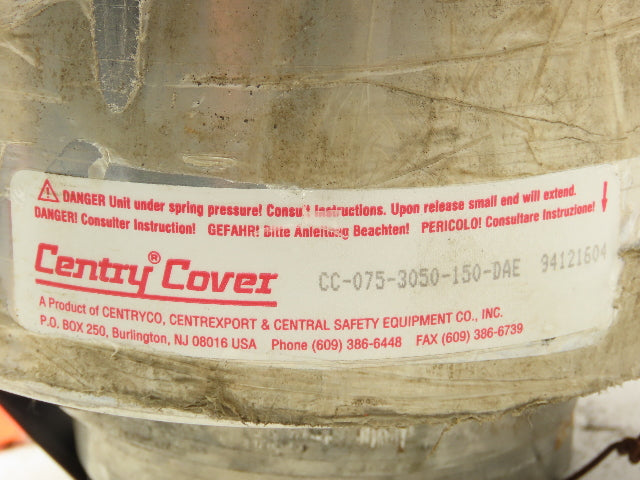 DANGER Unit under spring pressure! Consult Instructions. Upon release small end will extend.
DANGER! Consulter Instruction! GEFAHR! Bitte Anleitung Beachten! PERICOLO! Consultare Instruzione!
Centry® Cover CC-075-3050-150-DAE 94121604
A Product of CENTRYCO, CENTREXPORT & CENTRAL SAFETY EQUIPMENT CO., INC.
P.O. BOX 250, Burlington, NJ 08016 USA Phone (609) 386-6448 FAX (609) 386-6739